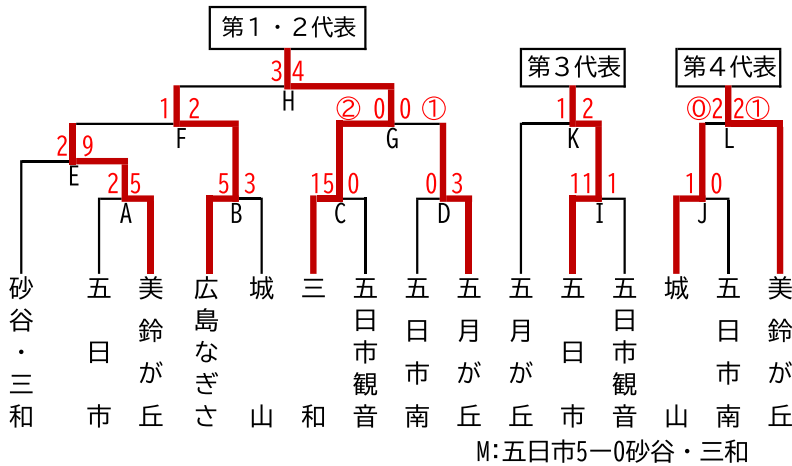 第１・２代表
第３代表
第４代表
3 4
H
1 2
F
② 0 0 ①
G
1 2
K
⓪2 2①
L
2 9
E
2 5
A
5 3
B
15 0
C
0 3
D
11 1
I
1 0
J
砂谷・三和
五日市
美鈴が丘
広島なぎさ
城山
三和
五日市観音
五日市南
五月が丘
五月が丘
五日市
五日市観音
城山
五日市南
美鈴が丘
M:五日市5－0砂谷・三和